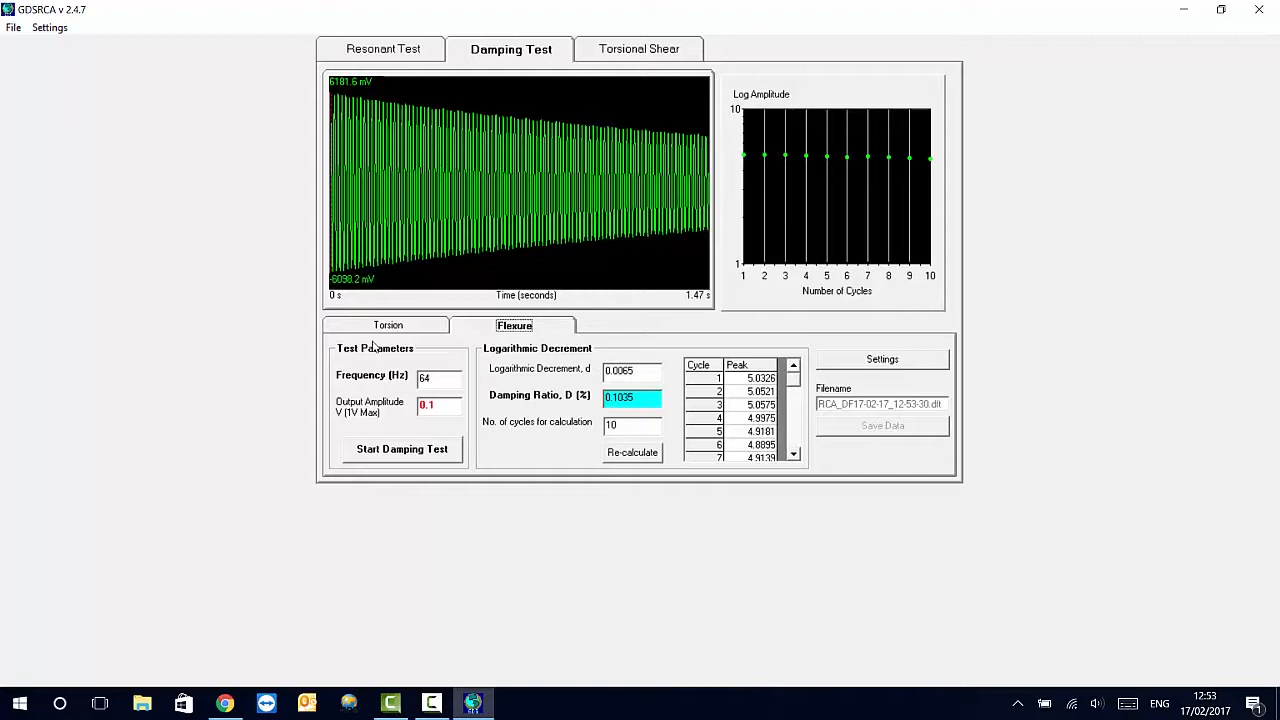 GDSRCA v 2.4.7
File Settings
Resonant Test Damping Test Torsional Shear
6181.6 mV
-6098.2 mV
0 s Time (seconds) 1.47 s
Log Amplitude
10
1
1 2 3 4 5 6 7 8 9 10
Number of Cycles
Torsion Flexure
Test Parameters
Frequency (Hz) 64
Output Amplitude
V (1V Max) 0.1
Start Damping Test
Logarithmic Decrement
Logarithmic Decrement, d 0.0065
Damping Ratio, D (%) 0.1035
No. of cycles for calculation 10
Re-calculate
Cycle Peak
1 5.0326
2 5.0521
3 5.0575
4 4.9975
5 4.9181
6 4.8895
7 4.9139
Settings
Filename
RCA_DF17-02-17_12-53-30.dlt
Save Data
ENG
12:53
17/02/2017